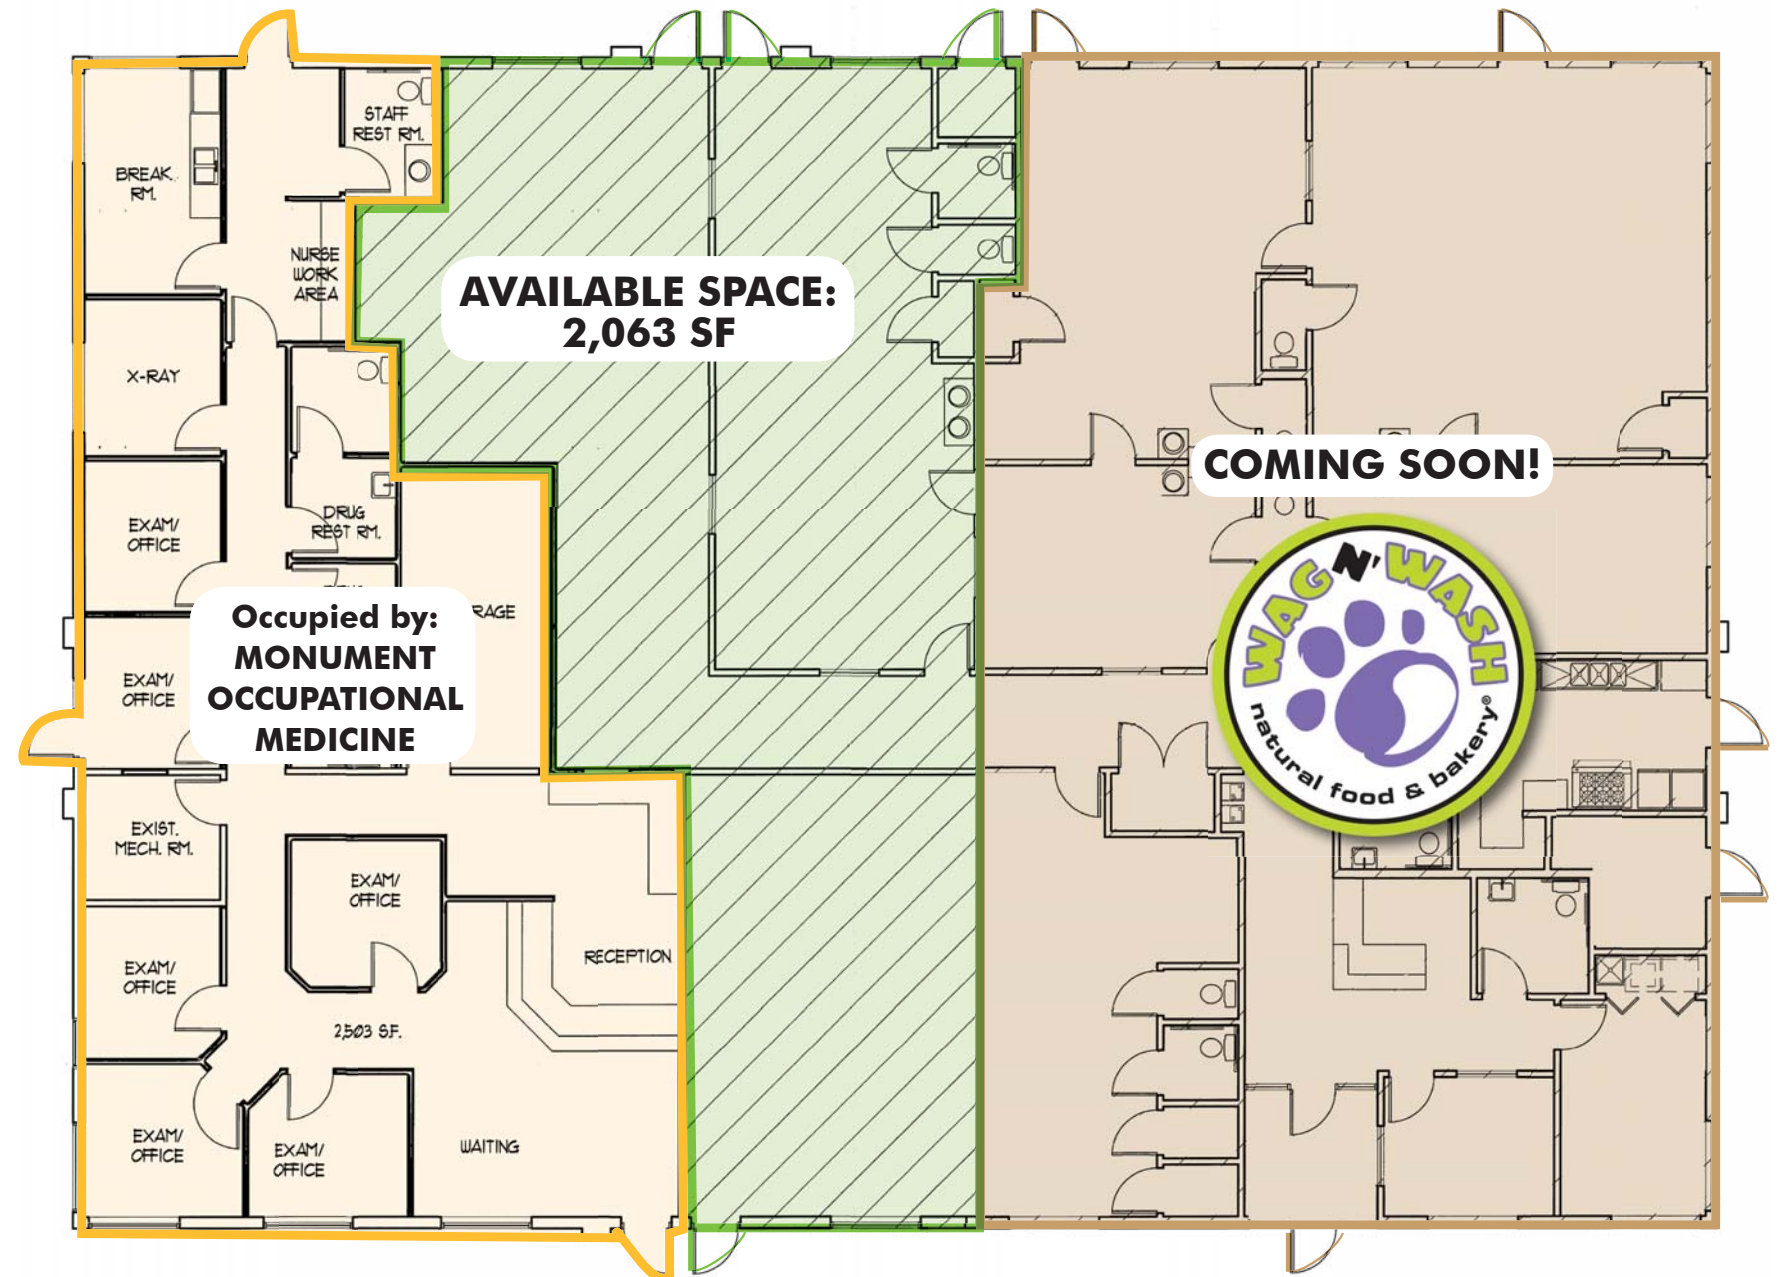 STAFF
REST RM.
BREAK
RM.
NURSE
WORK
AREA
AVAILABLE SPACE:
2,063 SF
X-RAY
COMING SOON!
DRUG
REST RM.
EXAM/
OFFICE
WAG N' WASH
natural food & bakery®
Occupied by:
MONUMENT
OCCUPATIONAL
MEDICINE
RAGE
EXAM/
OFFICE
EXIST.
MECH. RM.
EXAM/
OFFICE
RECEPTION
EXAM/
OFFICE
2,503 S.F.
EXAM/
OFFICE
EXAM/
OFFICE
WAITING